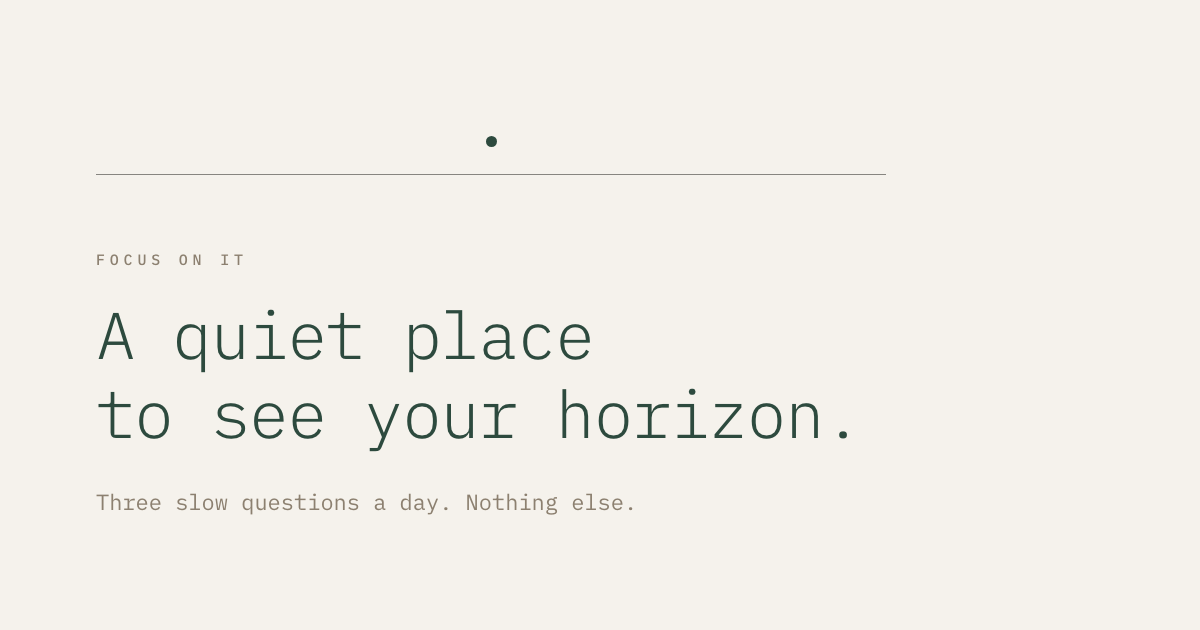 FOCUS ON IT
A quiet place
to see your horizon.
Three slow questions a day. Nothing else.